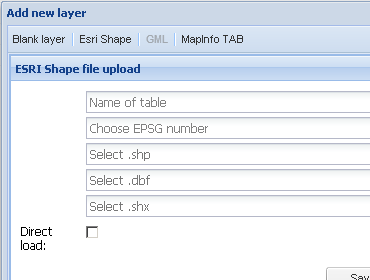 Add new layer
Blank layer Esri Shape GML MapInfo TAB
ESRI Shape file upload
Name of table
Choose EPSG number
Select .shp
Select .dbf
Select .shx
Direct
load: